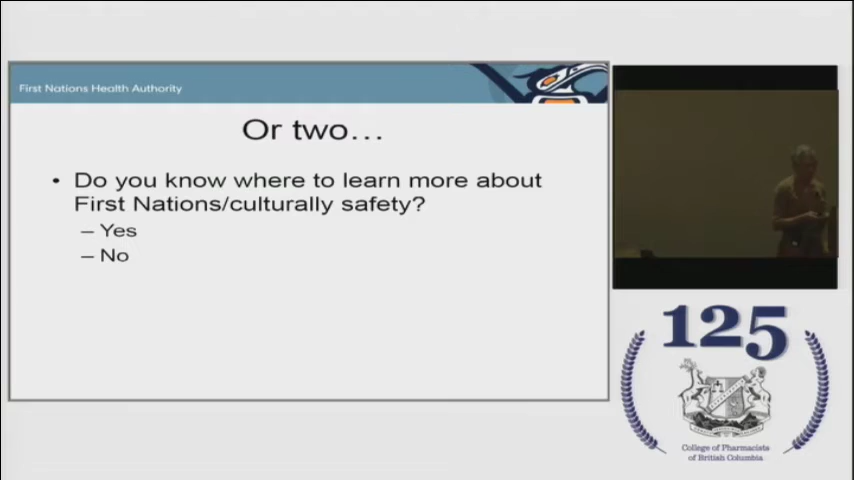 First Nations Health Authority
Or two...
• Do you know where to learn more about
First Nations/culturally safety?
– Yes
– No
125
College of Pharmacists
of British Columbia